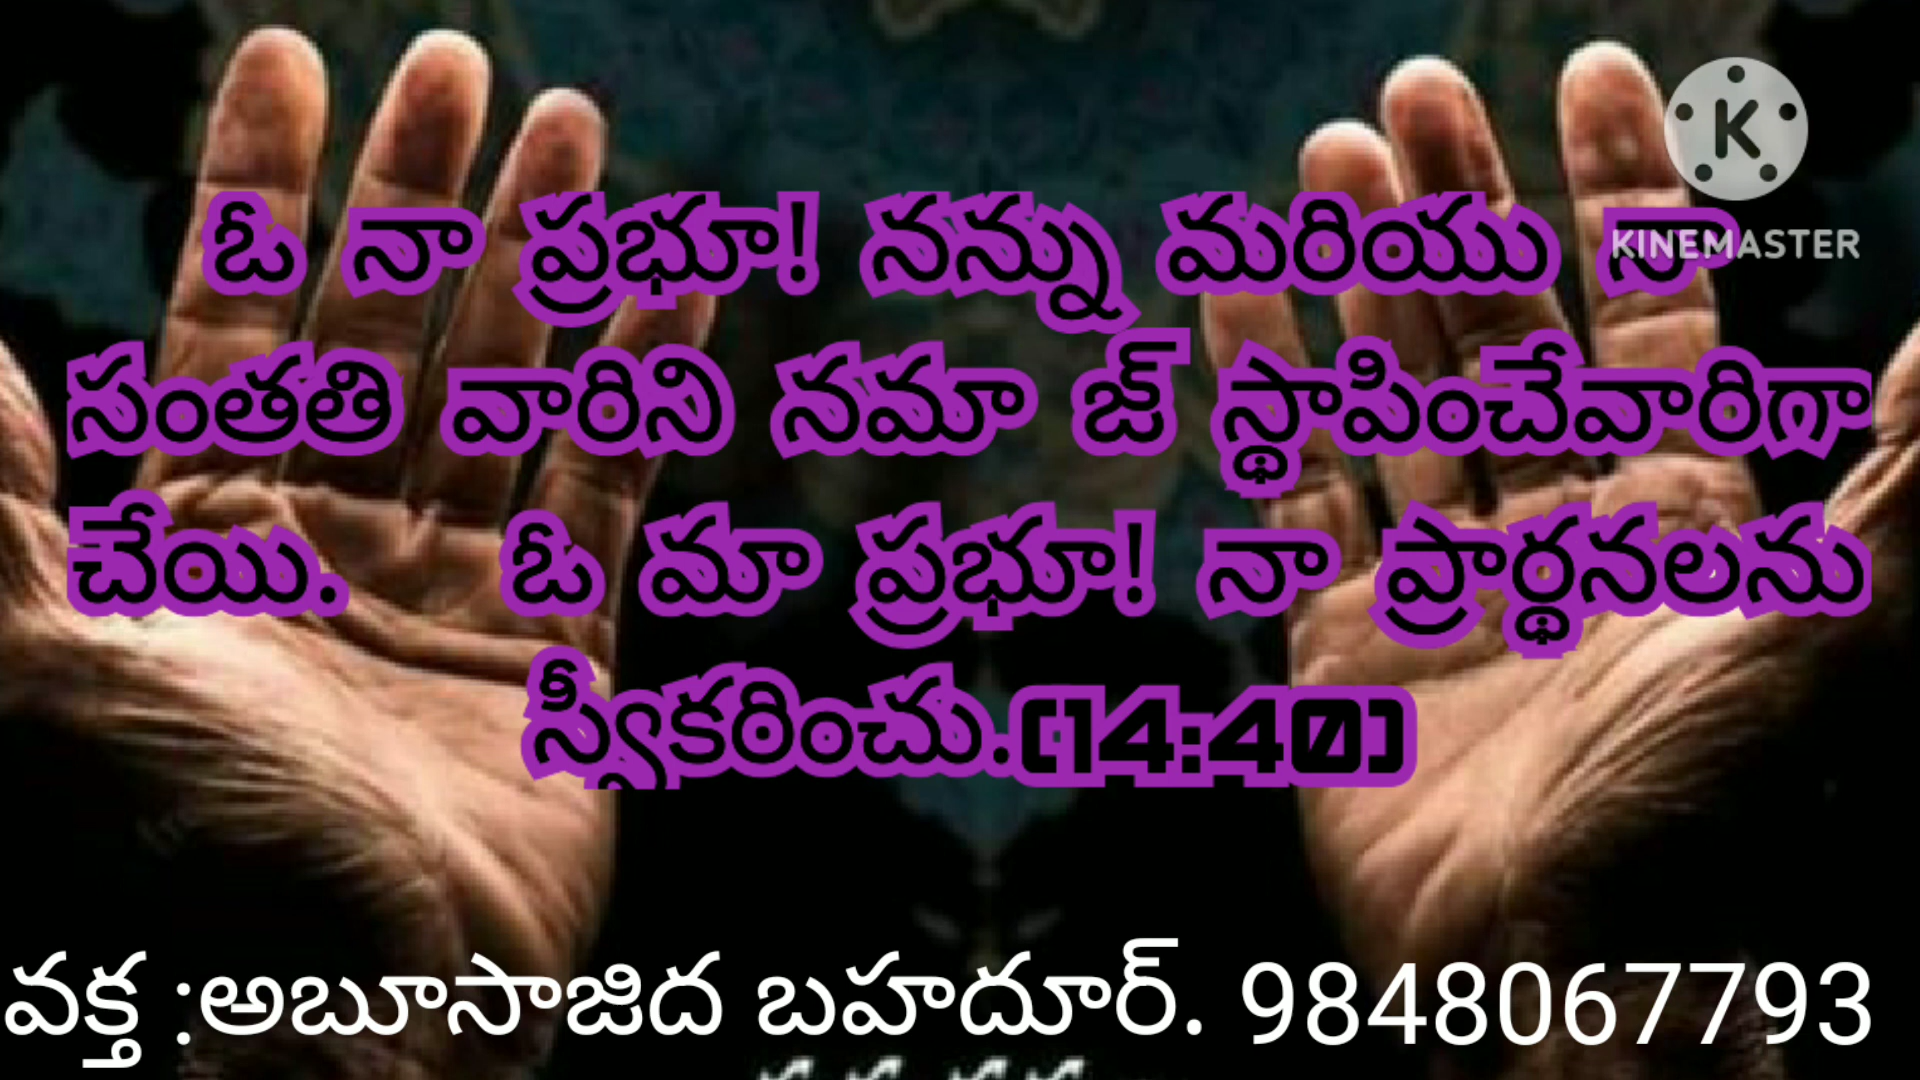 ఓ నా ప్రభూ! నన్ను మరియు నా
సంతతి వారిని నమా జ్ స్థాపించేవారిగా
చేయి. ఓ మా ప్రభూ! నా ప్రార్థనలను
స్వీకరించు.(14:40)
వక్త :అబూసాజిద బహదూర్. 9848067793
K
KINEMASTER